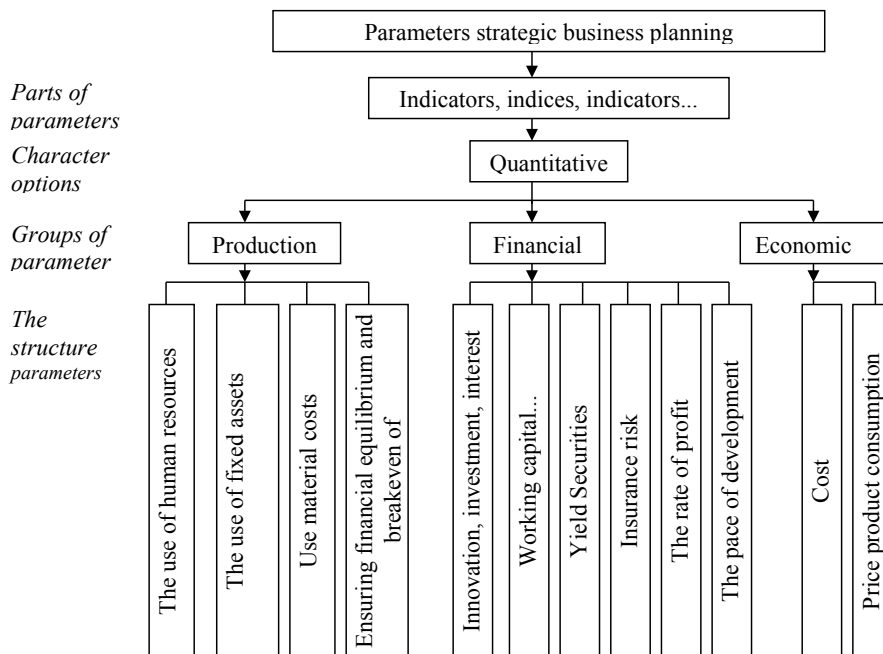 Parameters strategic business planning
Parts of
parameters
Indicators, indices, indicators...
Character
options
Quantitative
Groups of
parameter
Production
Financial
Economic
The
structure
parameters
The use of human resources
The use of fixed assets
Use material costs
Ensuring financial equilibrium and
breakeven of
Innovation, investment, interest
Working capital...
Yield Securities
Insurance risk
The rate of profit
The pace of development
Cost
Price product consumption